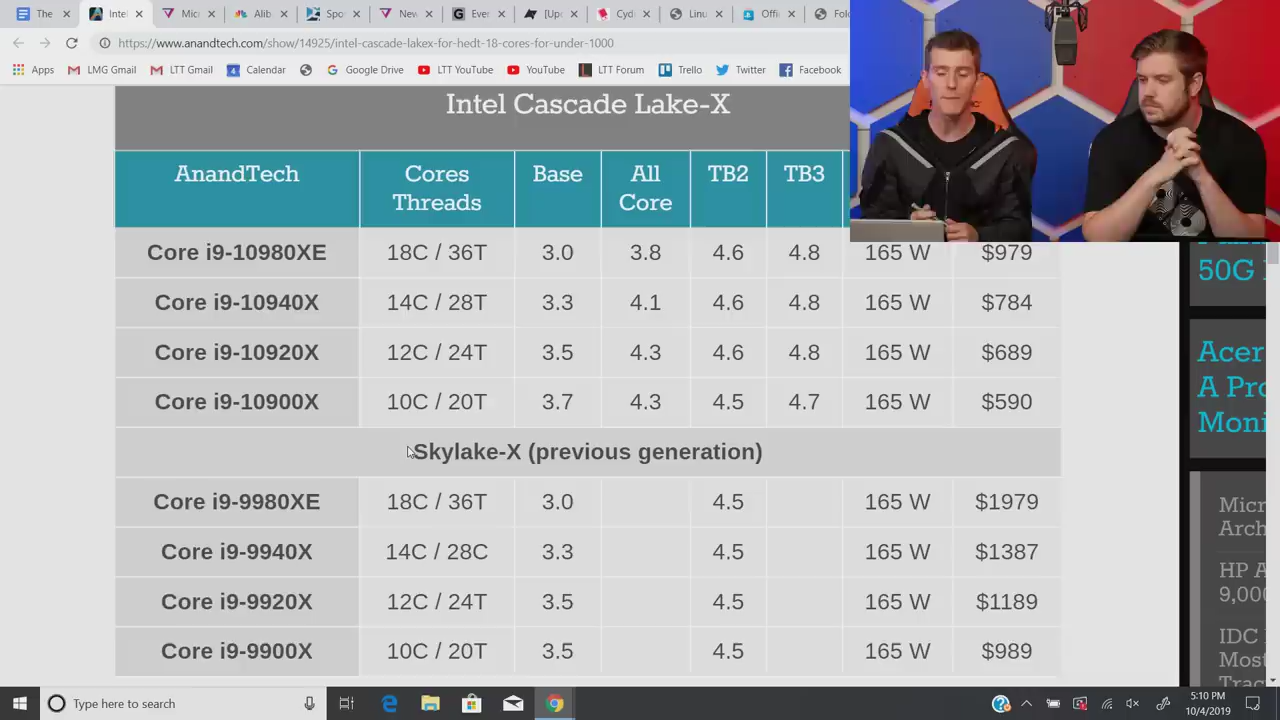 The
Intel
Mic
Alib
Spo
New
Ever
[Up
Cyd
Linu
Offi
Fol
https://www.anandtech.com/show/14925/intel-cascade-lakex-for-hedt-18-cores-for-under-1000
Apps LMG Gmail LTT Gmail Calendar Google Drive LTT YouTube YouTube LTT Forum Trello Twitter Facebook
Intel Cascade Lake-X
AnandTech Cores Threads Base All Core TB2 TB3
Core i9-10980XE 18C / 36T 3.0 3.8 4.6 4.8 165 W $979
Core i9-10940X 14C / 28T 3.3 4.1 4.6 4.8 165 W $784
Core i9-10920X 12C / 24T 3.5 4.3 4.6 4.8 165 W $689
Core i9-10900X 10C / 20T 3.7 4.3 4.5 4.7 165 W $590
Skylake-X (previous generation)
Core i9-9980XE 18C / 36T 3.0 4.5 165 W $1979
Core i9-9940X 14C / 28C 3.3 4.5 165 W $1387
Core i9-9920X 12C / 24T 3.5 4.5 165 W $1189
Core i9-9900X 10C / 20T 3.5 4.5 165 W $989
50G
Acer
A Pro
Moni
Micr
Arch
HP A
9,00
IDC
Most
Type here to search
5:10 PM
10/4/2019